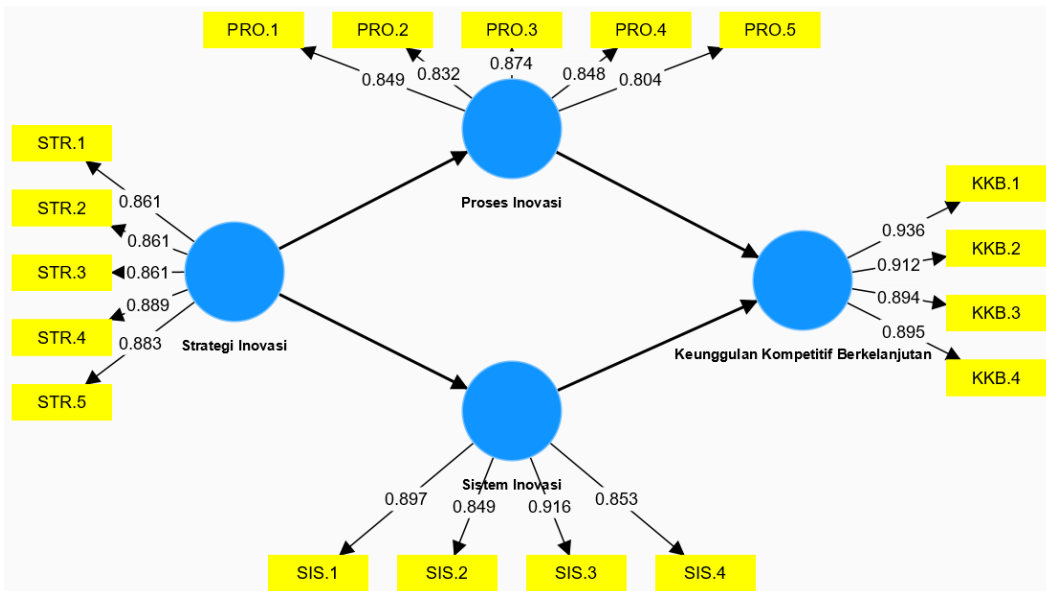 PRO.1
PRO.2
PRO.3
PRO.4
PRO.5
0.849
0.832
0.874
0.848
0.804
Proses Inovasi
STR.1
STR.2
STR.3
STR.4
STR.5
0.861
0.861
0.861
0.889
0.883
Strategi Inovasi
KKB.1
KKB.2
KKB.3
KKB.4
0.936
0.912
0.894
0.895
Keunggulan Kompetitif Berkelanjutan
Sistem Inovasi
0.897
0.849
0.916
0.853
SIS.1
SIS.2
SIS.3
SIS.4